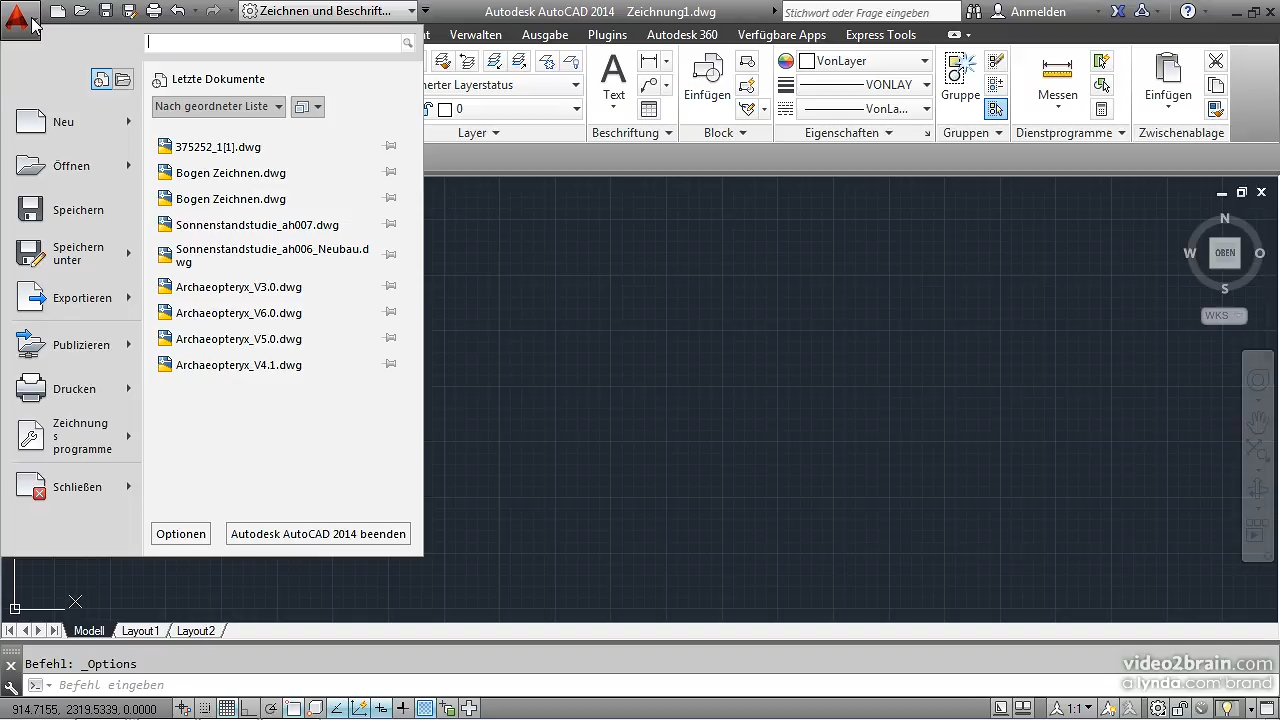 Zeichnen und Beschrift...
Autodesk AutoCAD 2014 Zeichnung1.dwg
Stichwort oder Frage eingeben
Anmelden
Verwalten
Ausgabe
Plugins
Autodesk 360
Verfügbare Apps
Express Tools
Letzte Dokumente
Nach geordneter Liste
Neu
Öffnen
Speichern
Speichern
unter
Exportieren
Publizieren
Drucken
Zeichnung
s
programme
Schließen
375252_1[1].dwg
Bogen Zeichnen.dwg
Bogen Zeichnen.dwg
Sonnenstandstudie_ah007.dwg
Sonnenstandstudie_ah006_Neubau.d
wg
Archaeopteryx_V3.0.dwg
Archaeopteryx_V6.0.dwg
Archaeopteryx_V5.0.dwg
Archaeopteryx_V4.1.dwg
Optionen
Autodesk AutoCAD 2014 beenden
nerter Layerstatus
0
Layer
Text
Beschriftung
Einfügen
Block
VonLayer
VONLAY
VonLa...
Eigenschaften
Gruppe
Gruppen
Messen
Dienstprogramme
Einfügen
Zwischenablage
N
W
OBEN
O
S
WKS
X
Modell
Layout1
Layout2
Befehl: _Options
Befehl eingeben
video2brain.com
a lynda.com brand
914.7155, 2319.5339, 0.0000
1:1